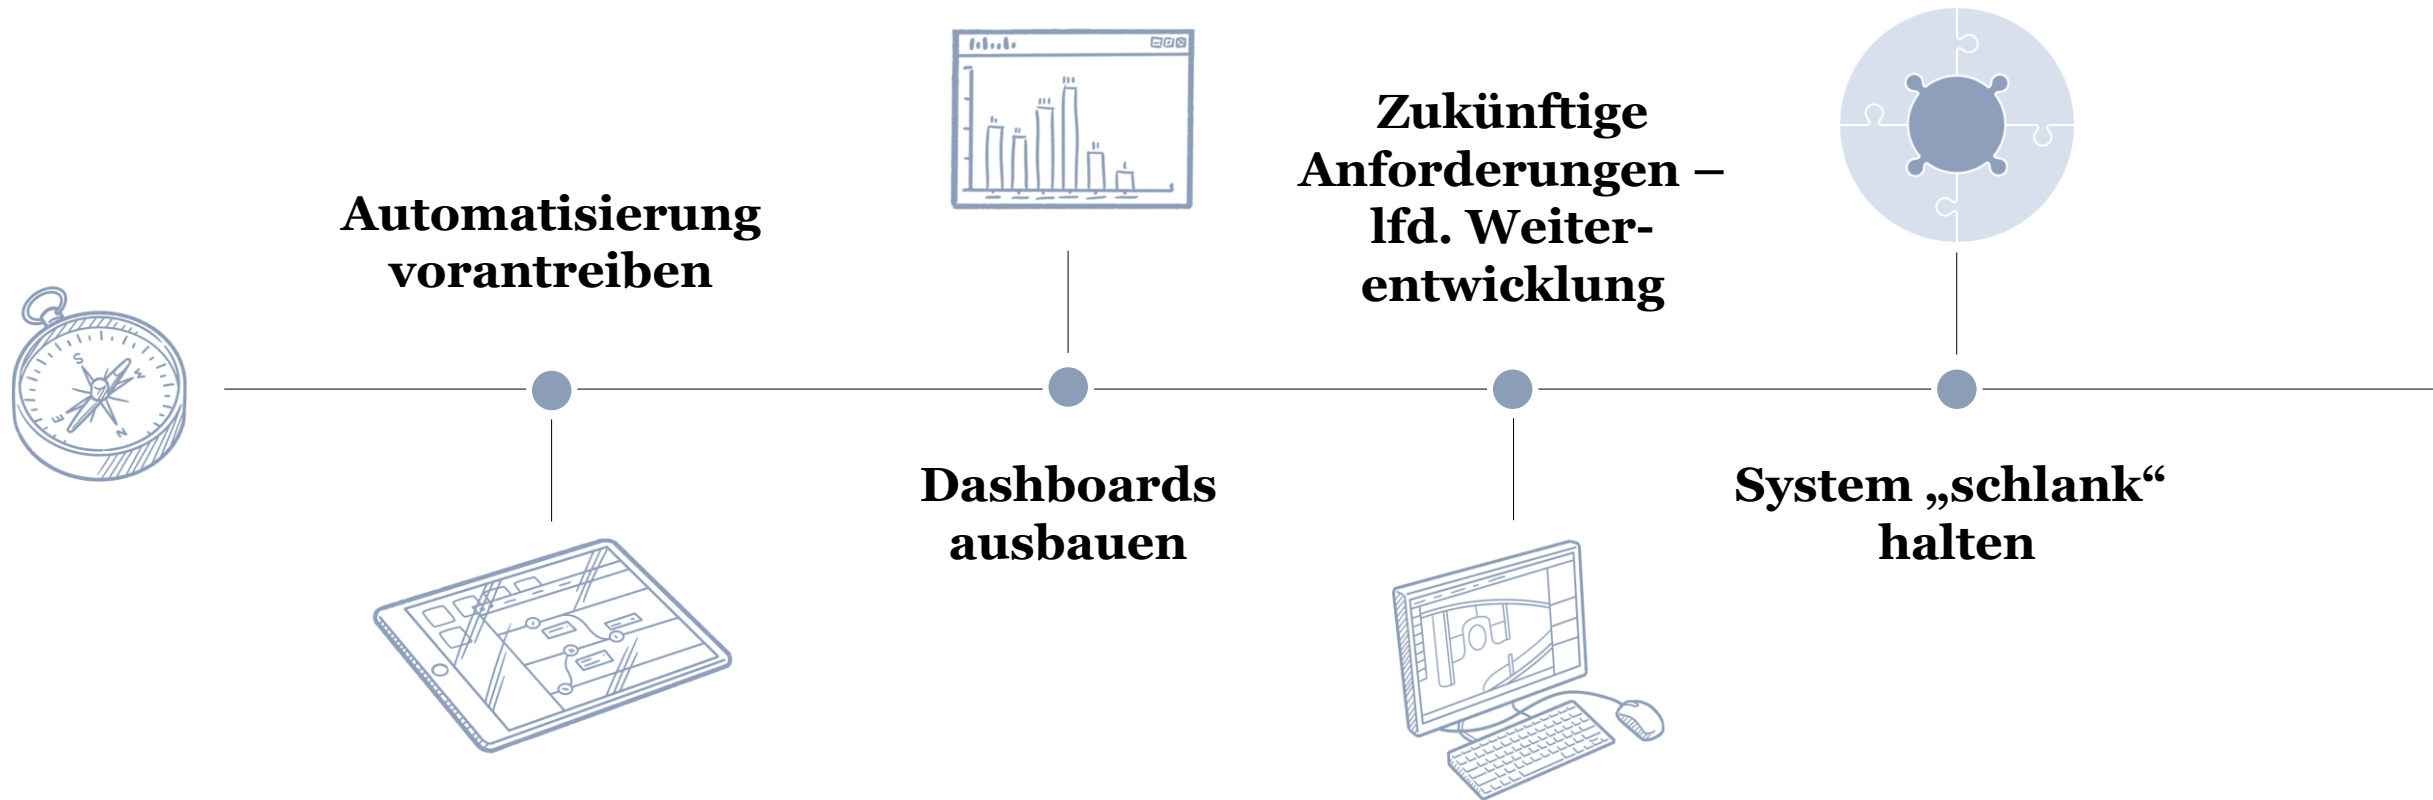 Automatisierung
vorantreiben
Dashboards
ausbauen
Zukünftige
Anforderungen –
lfd. Weiter-
entwicklung
System „schlank“
halten
S
W
E
N